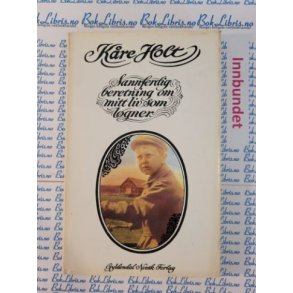 Kåre Holt
Sannferdig
beretning om
mitt liv som
løgner
Gyldendal Norsk Forlag
Innbundet
BokLibris.no